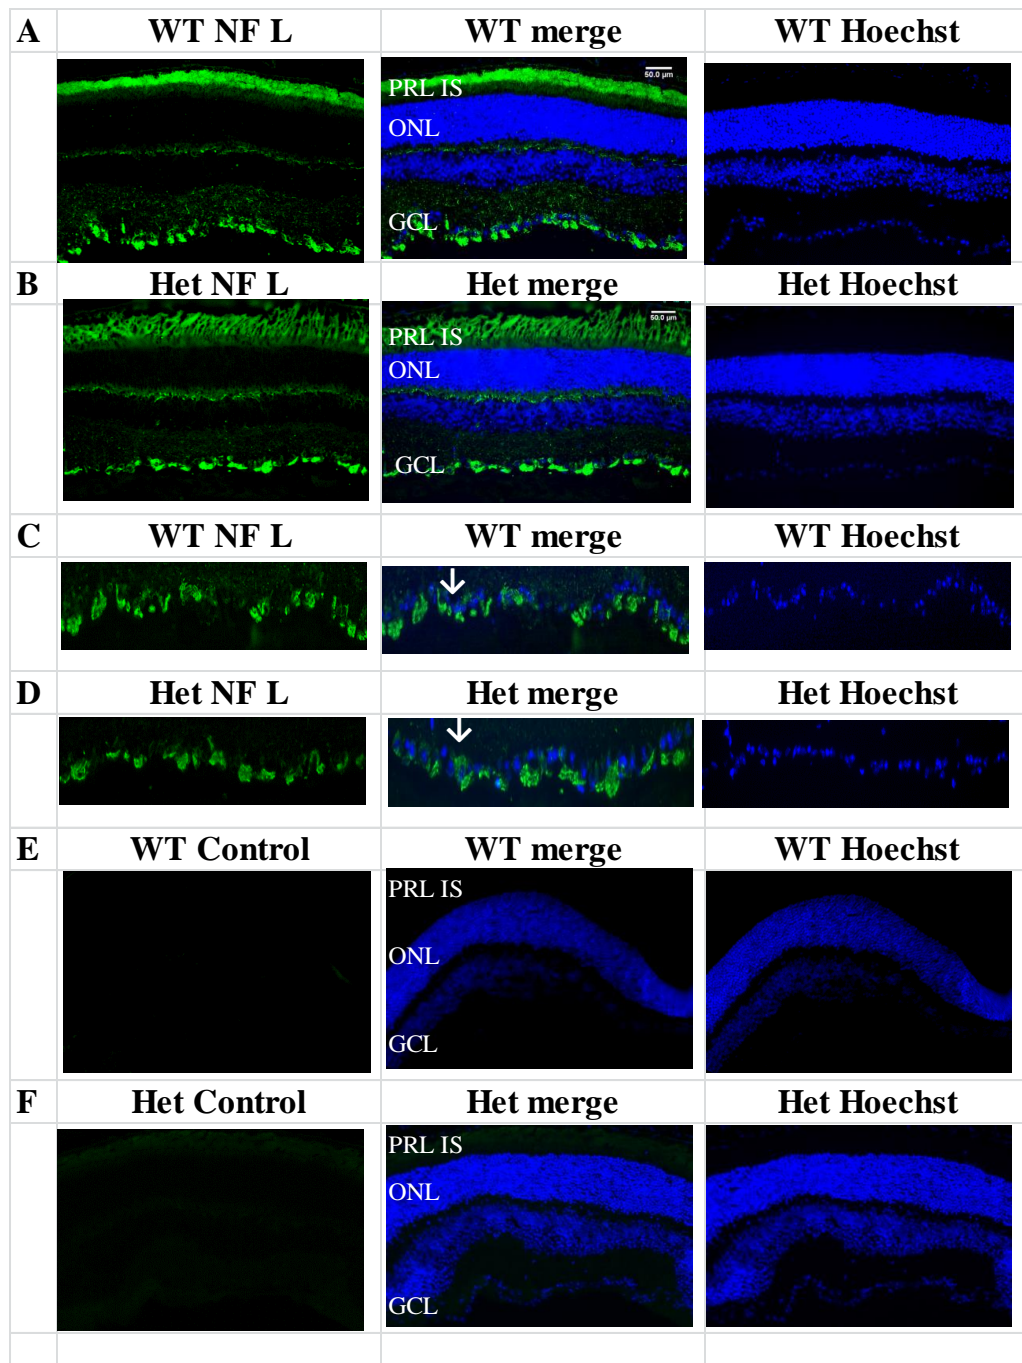 A WT NF L WT merge WT Hoechst
50.0 µm
PRL IS
ONL
GCL
B Het NF L Het merge Het Hoechst
50.0 µm
PRL IS
ONL
GCL
C WT NF L WT merge WT Hoechst
D Het NF L Het merge Het Hoechst
E WT Control WT merge WT Hoechst
PRL IS
ONL
GCL
F Het Control Het merge Het Hoechst
PRL IS
ONL
GCL